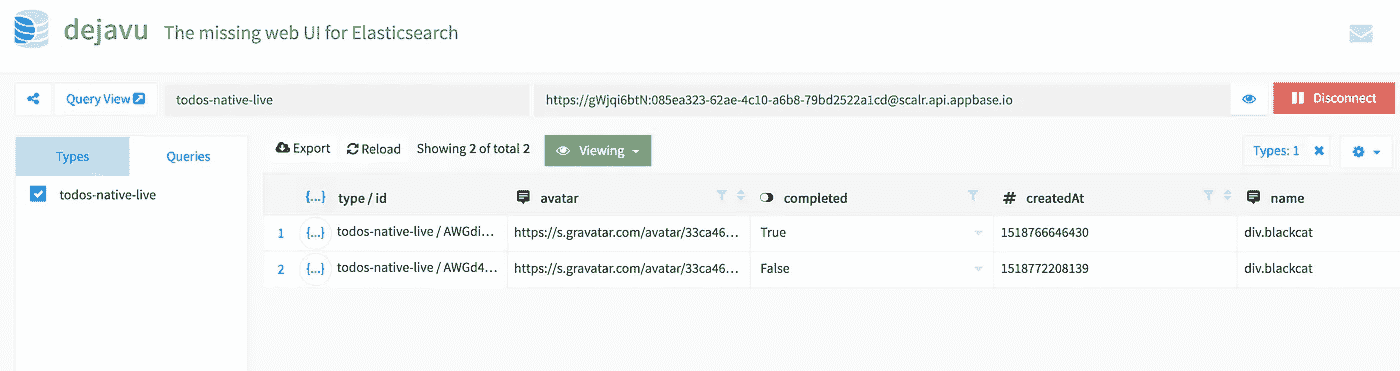 dejavu The missing web UI for Elasticsearch
Query View todos-native-live https://gWjqi6btN:085ea323-62ae-4c10-a6b8-79bd2522a1cd@scalr.api.appbase.io Disconnect
Types Queries Export Reload Showing 2 of total 2 Viewing Types: 1
todos-native-live
{...} type / id avatar completed # createdAt name
1 {...} todos-native-live / AWGdi... https://s.gravatar.com/avatar/33ca46... True 1518766646430 div.blackcat
2 {...} todos-native-live / AWGd4... https://s.gravatar.com/avatar/33ca46... False 1518772208139 div.blackcat